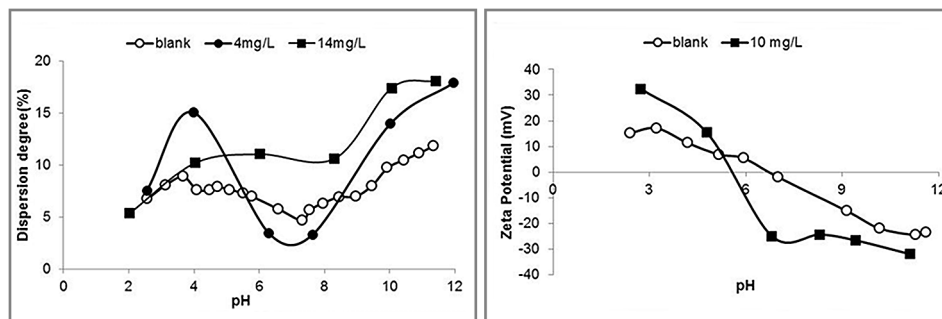 blank 4mg/L 14mg/L
Dispersion degree(%)
20
15
10
5
0
0 2 4 6 8 10 12
pH
blank 10 mg/L
Zeta Potential (mV)
40
30
20
10
0
-10
-20
-30
-40
0 3 6 9 12
pH